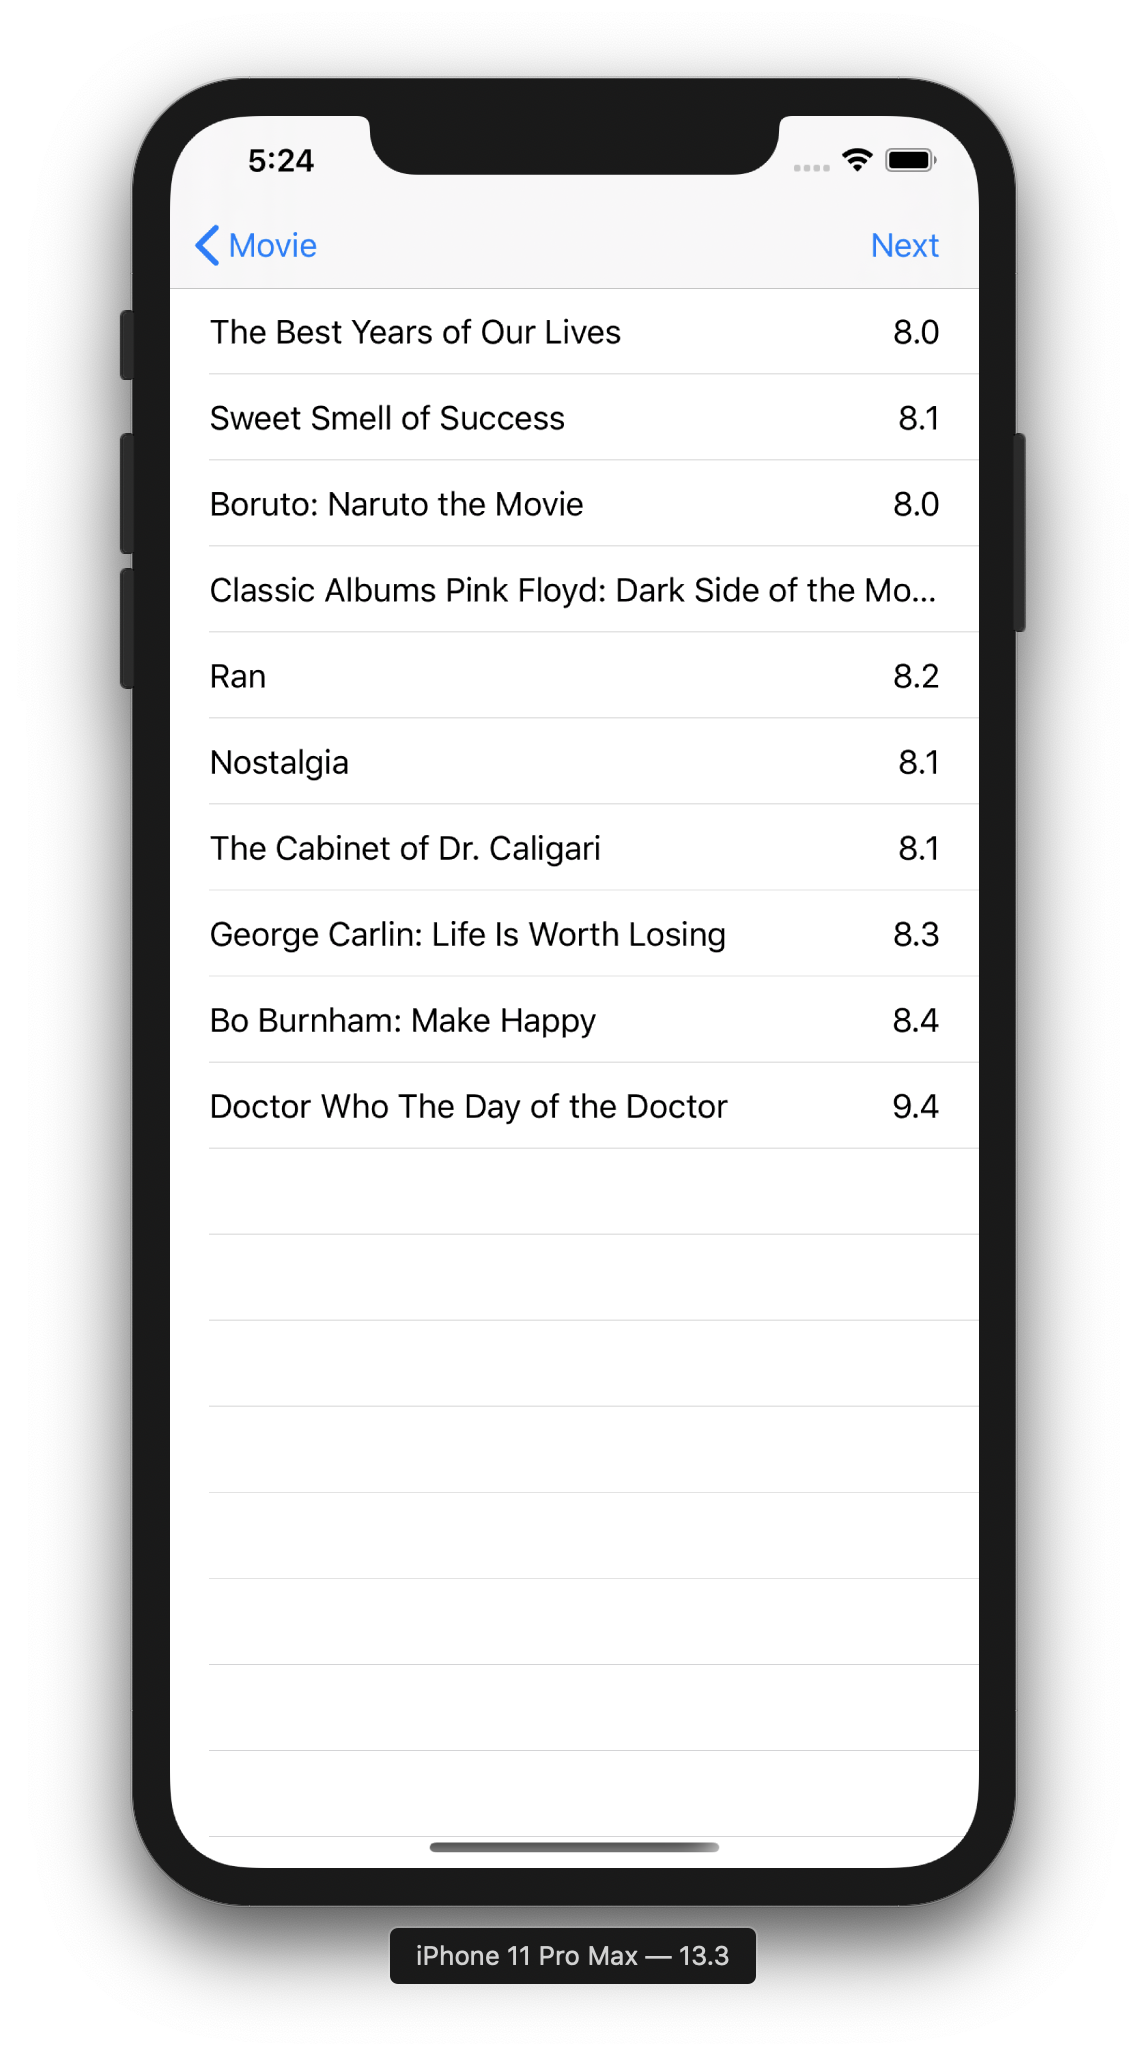 5:24
Movie Next
The Best Years of Our Lives 8.0
Sweet Smell of Success 8.1
Boruto: Naruto the Movie 8.0
Classic Albums Pink Floyd: Dark Side of the Mo...
Ran 8.2
Nostalgia 8.1
The Cabinet of Dr. Caligari 8.1
George Carlin: Life Is Worth Losing 8.3
Bo Burnham: Make Happy 8.4
Doctor Who The Day of the Doctor 9.4
iPhone 11 Pro Max — 13.3